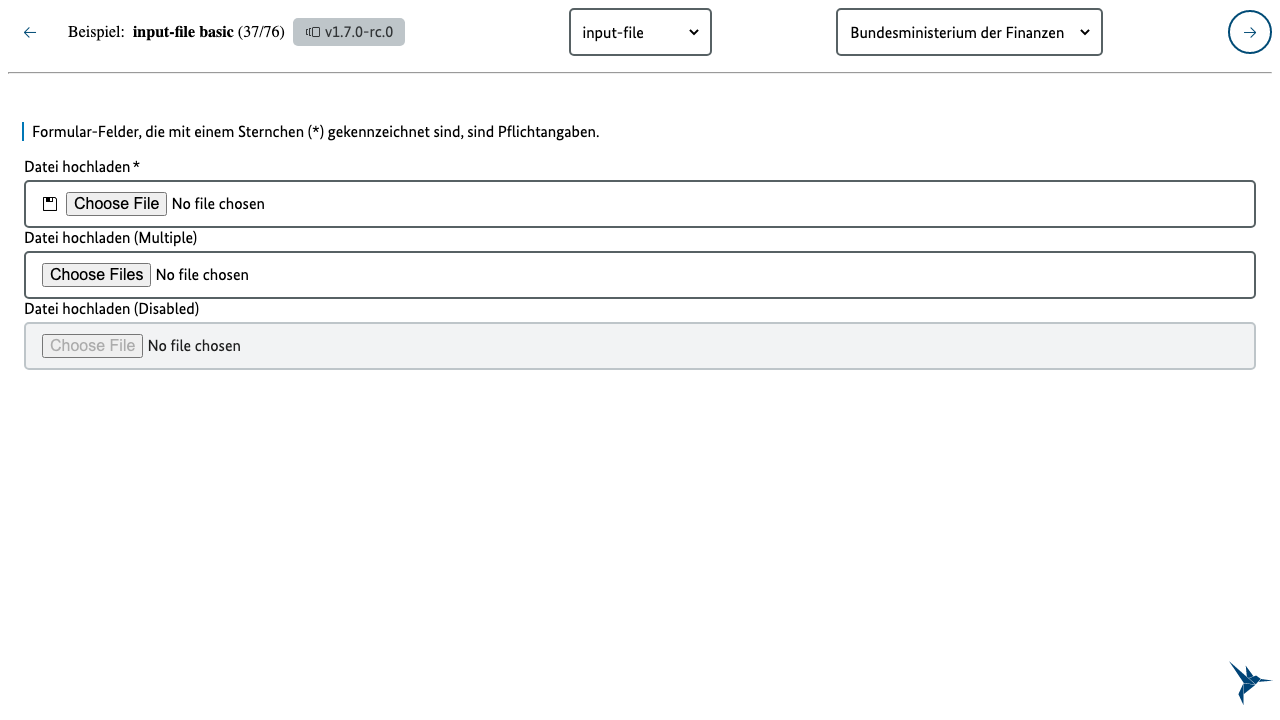 Beispiel: input-file basic (37/76) v1.7.0-rc.0 input-file Bundesministerium der Finanzen
Formular-Felder, die mit einem Sternchen (*) gekennzeichnet sind, sind Pflichtangaben.
Datei hochladen*
Choose File No file chosen
Datei hochladen (Multiple)
Choose Files No file chosen
Datei hochladen (Disabled)
Choose File No file chosen